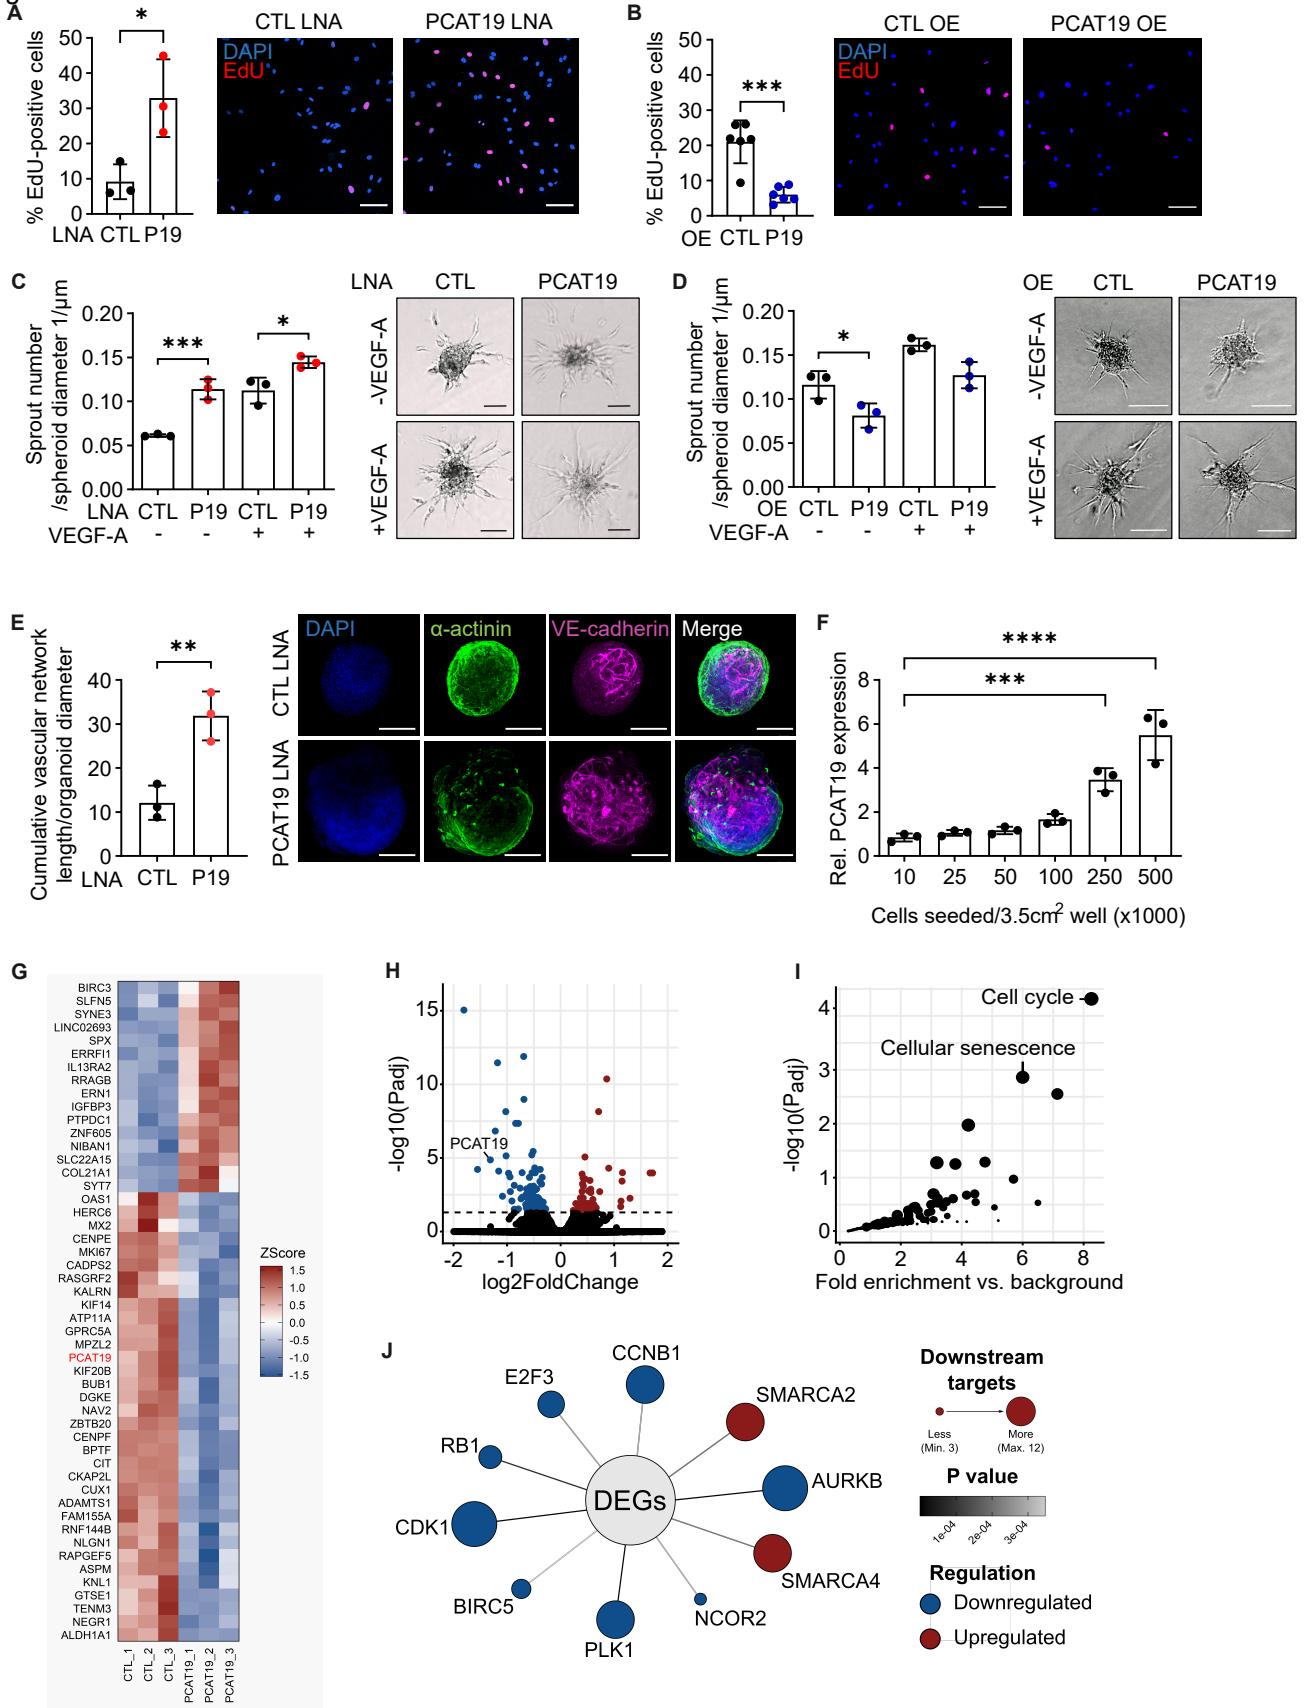 A
*
50
40
30
20
10
0
% EdU-positive cells
LNA CTL P19
CTL LNA
PCAT19 LNA
DAPI
EdU
B
***
50
40
30
20
10
0
% EdU-positive cells
OE CTL P19
CTL OE
PCAT19 OE
DAPI
EdU
C
0.20
0.15
0.10
0.05
0.00
Sprout number
/spheroid diameter 1/µm
***
*
LNA CTL P19 CTL P19
VEGF-A - - + +
LNA CTL PCAT19
-VEGF-A
+VEGF-A
D
0.20
0.15
0.10
0.05
0.00
Sprout number
/spheroid diameter 1/µm
*
OE CTL P19 CTL P19
VEGF-A - - + +
OE CTL PCAT19
-VEGF-A
+VEGF-A
E
**
40
30
20
10
0
Cumulative vascular network
length/organoid diameter
LNA CTL P19
DAPI α-actinin VE-cadherin Merge
CTL LNA
PCAT19 LNA
F
****
***
8
6
4
2
0
Rel. PCAT19 expression
10 25 50 100 250 500
Cells seeded/3.5cm² well (x1000)
G
BIRC3
SLFN5
SYNE3
LINC02693
SPX
ERRFI1
IL13RA2
RRAGB
ERN1
IGFBP3
PTPDC1
ZNF605
NIBAN1
SLC22A15
COL21A1
SYT7
OAS1
HERC6
MX2
CENPE
MKI67
CADPS2
RASGRF2
KALRN
KIF14
ATP11A
GPRC5A
MPZL2
PCAT19
KIF20B
BUB1
DGKE
NAV2
ZBTB20
CENPF
BPTF
CIT
CKAP2L
CUX1
ADAMTS1
FAM155A
RNF144B
NLGN1
RAPGEF5
ASPM
KNL1
GTSE1
TENM3
NEGR1
ALDH1A1
CTL_1
CTL_2
CTL_3
PCAT19_1
PCAT19_2
PCAT19_3
ZScore
1.5
1.0
0.5
0.0
-0.5
-1.0
-1.5
H
15
10
5
0
-log10(Padj)
PCAT19
-2 -1 0 1 2
log2FoldChange
I
4
3
2
1
0
-log10(Padj)
Cell cycle
Cellular senescence
0 2 4 6 8
Fold enrichment vs. background
J
CCNB1
E2F3
SMARCA2
RB1
AURKB
DEGs
CDK1
SMARCA4
BIRC5
NCOR2
PLK1
Downstream
targets
Less
(Min. 3)
More
(Max. 12)
P value
1e-04
2e-04
3e-04
Regulation
Downregulated
Upregulated